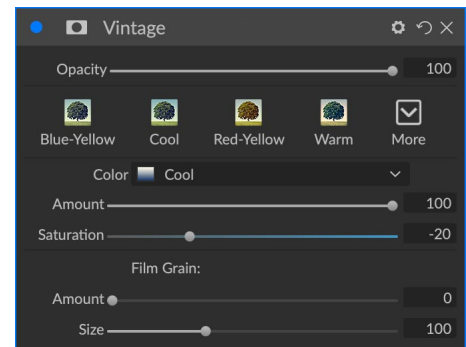 Vintage
Opacity 100
Blue-Yellow Cool Red-Yellow Warm More
Color Cool
Amount 100
Saturation -20
Film Grain:
Amount 0
Size 100